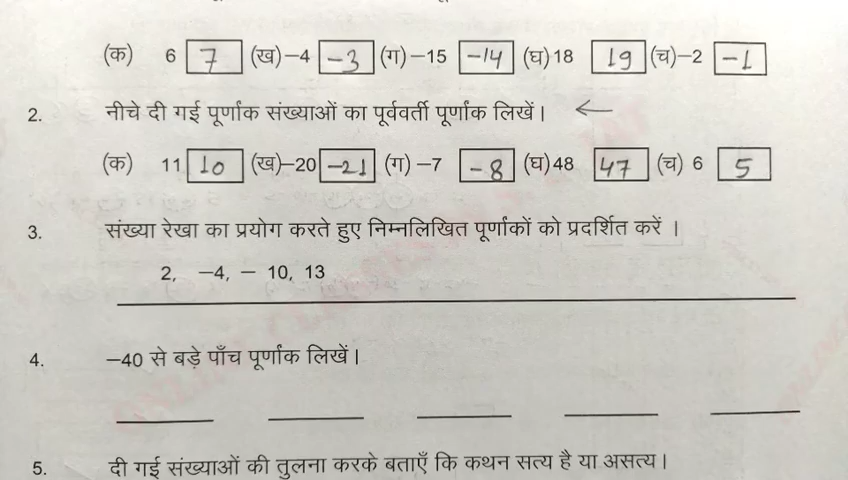 (क) 6 7 (ख) −4 −3 (ग) −15 −14 (घ) 18 19 (च) −2 −1
2. नीचे दी गई पूर्णांक संख्याओं का पूर्ववर्ती पूर्णांक लिखें। ←
(क) 11 10 (ख) −20 −21 (ग) −7 −8 (घ) 48 47 (च) 6 5
3. संख्या रेखा का प्रयोग करते हुए निम्नलिखित पूर्णांकों को प्रदर्शित करें ।
2, −4, − 10, 13
4. −40 से बड़े पाँच पूर्णांक लिखें।
5. दी गई संख्याओं की तुलना करके बताएँ कि कथन सत्य है या असत्य।